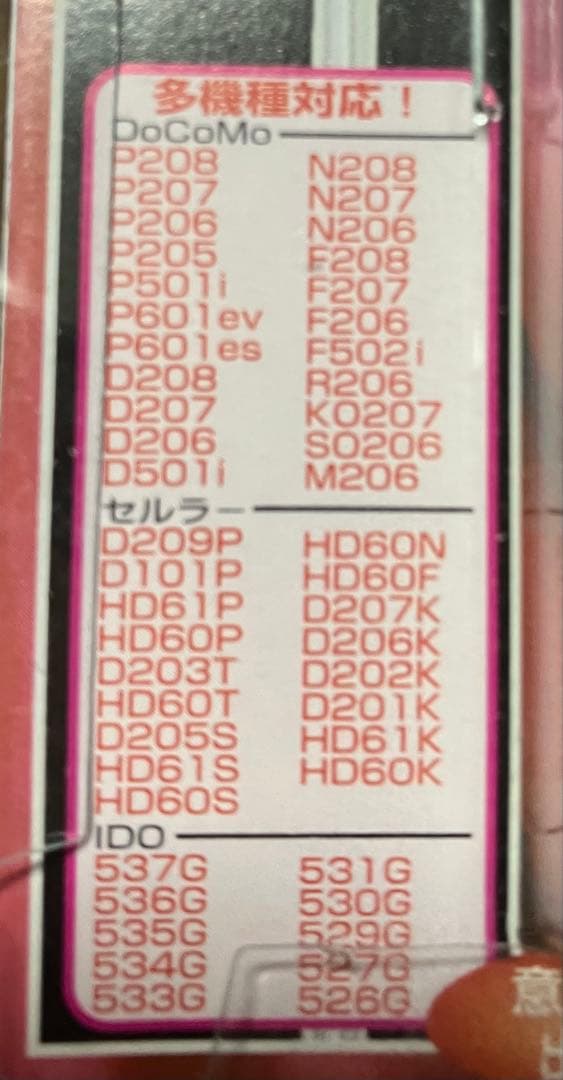 多機種対応！
DoCoMo
P208 N208
P207 N207
P206 N206
P205 F208
P501i F207
P601ev F206
P601es F502i
D208 R206
D207 KO207
D206 SO206
D501i M206
セルラー
D209P HD60N
D101P HD60F
HD61P D207K
HD60P D206K
D203T D202K
HD60T D201K
D205S HD61K
HD61S HD60K
HD60S
IDO
537G 531G
536G 530G
535G 529G
534G 527G
533G 526G
意